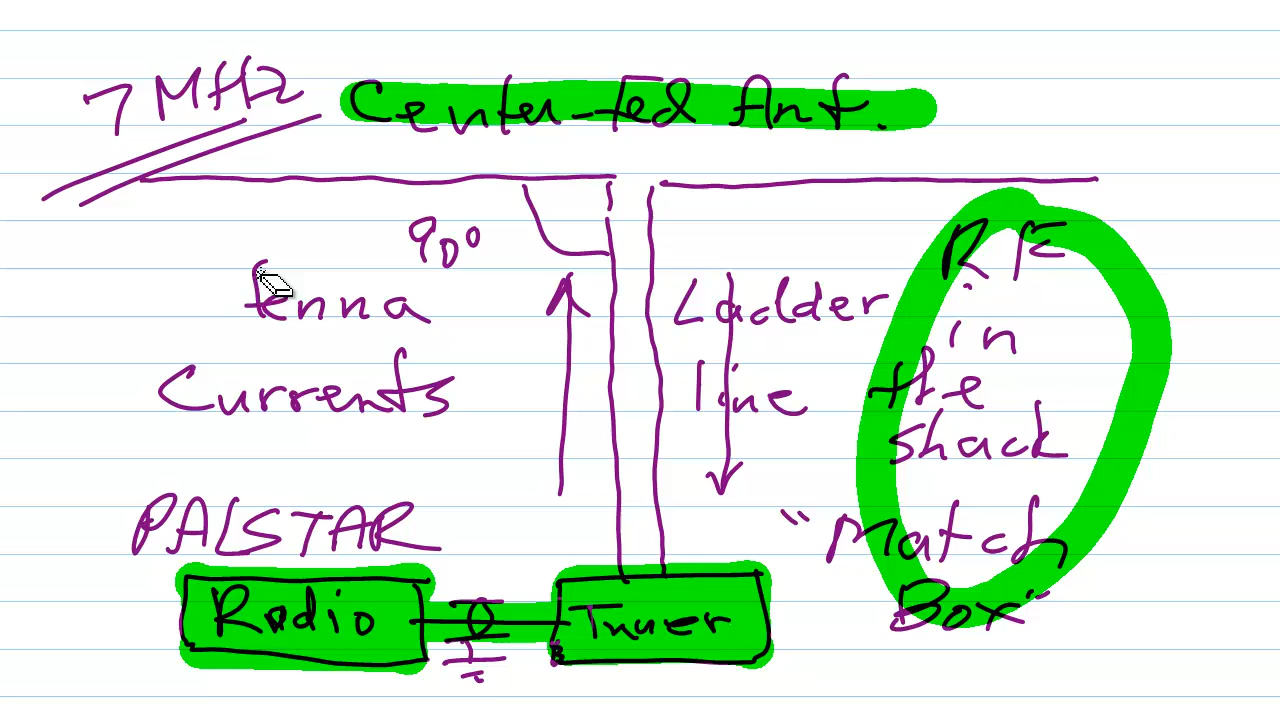 7 MHz
Center-fed Ant.
90°
tenna
Currents
Ladder
line
RF
in
the
shack
PALSTAR
"Match
Box"
Radio
Tuner
B